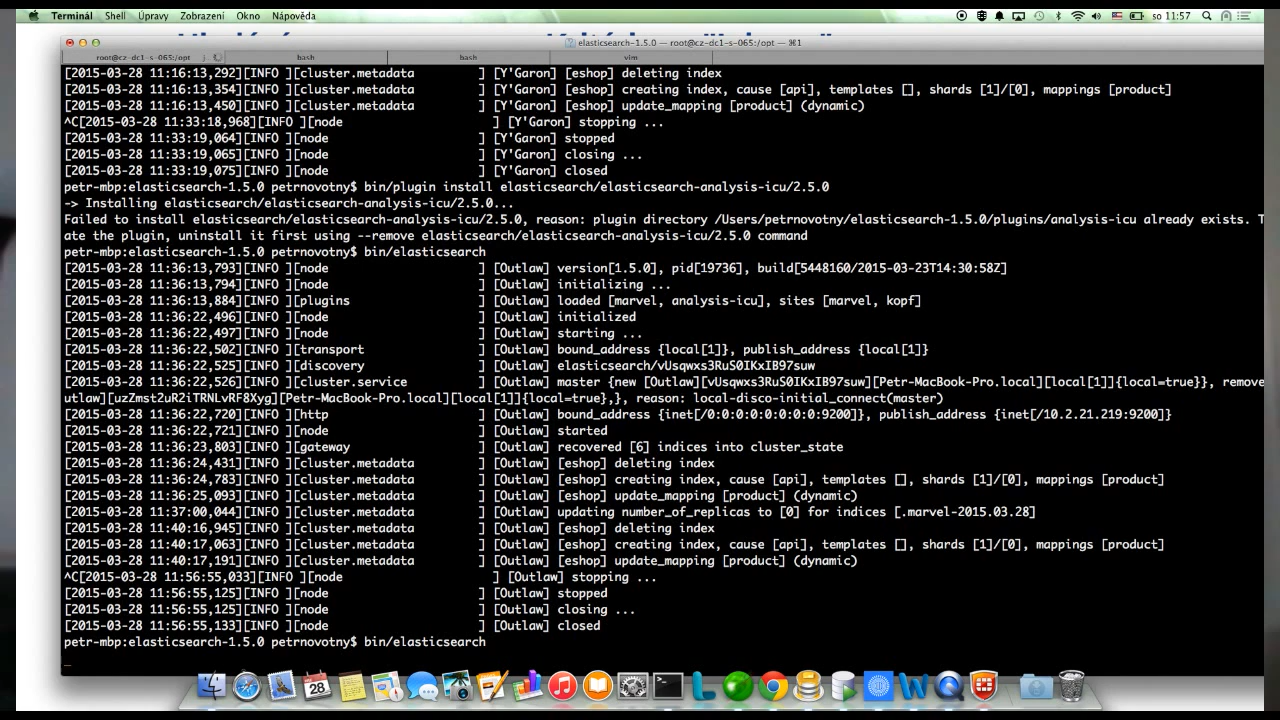 Terminál Shell Úpravy Zobrazení Okno Nápověda so 11:57
elasticsearch-1.5.0 — root@cz-dc1-s-065:/opt — ⌘1
root@cz-dc1-s-065:/opt bash bash vim
[2015-03-28 11:16:13,292][INFO ][cluster.metadata ] [Y'Garon] [eshop] deleting index
[2015-03-28 11:16:13,354][INFO ][cluster.metadata ] [Y'Garon] [eshop] creating index, cause [api], templates [], shards [1]/[0], mappings [product]
[2015-03-28 11:16:13,450][INFO ][cluster.metadata ] [Y'Garon] [eshop] update_mapping [product] (dynamic)
^C[2015-03-28 11:33:18,968][INFO ][node ] [Y'Garon] stopping ...
[2015-03-28 11:33:19,064][INFO ][node ] [Y'Garon] stopped
[2015-03-28 11:33:19,065][INFO ][node ] [Y'Garon] closing ...
[2015-03-28 11:33:19,075][INFO ][node ] [Y'Garon] closed
petr-mbp:elasticsearch-1.5.0 petrnovotny$ bin/plugin install elasticsearch/elasticsearch-analysis-icu/2.5.0
-> Installing elasticsearch/elasticsearch-analysis-icu/2.5.0...
Failed to install elasticsearch/elasticsearch-analysis-icu/2.5.0, reason: plugin directory /Users/petrnovotny/elasticsearch-1.5.0/plugins/analysis-icu already exists. T
ate the plugin, uninstall it first using --remove elasticsearch/elasticsearch-analysis-icu/2.5.0 command
petr-mbp:elasticsearch-1.5.0 petrnovotny$ bin/elasticsearch
[2015-03-28 11:36:13,793][INFO ][node ] [Outlaw] version[1.5.0], pid[19736], build[5448160/2015-03-23T14:30:58Z]
[2015-03-28 11:36:13,794][INFO ][node ] [Outlaw] initializing ...
[2015-03-28 11:36:13,884][INFO ][plugins ] [Outlaw] loaded [marvel, analysis-icu], sites [marvel, kopf]
[2015-03-28 11:36:22,496][INFO ][node ] [Outlaw] initialized
[2015-03-28 11:36:22,497][INFO ][node ] [Outlaw] starting ...
[2015-03-28 11:36:22,502][INFO ][transport ] [Outlaw] bound_address {local[1]}, publish_address {local[1]}
[2015-03-28 11:36:22,525][INFO ][discovery ] [Outlaw] elasticsearch/vUsqwxs3RuS0IKxIB97suw
[2015-03-28 11:36:22,526][INFO ][cluster.service ] [Outlaw] master {new [Outlaw][vUsqwxs3RuS0IKxIB97suw][Petr-MacBook-Pro.local][local[1]]{local=true}}, remove
utlaw][uzZmst2uR2iTRNLvRF8Xyg][Petr-MacBook-Pro.local][local[1]]{local=true},}, reason: local-disco-initial_connect(master)
[2015-03-28 11:36:22,720][INFO ][http ] [Outlaw] bound_address {inet[/0:0:0:0:0:0:0:0:9200]}, publish_address {inet[/10.2.21.219:9200]}
[2015-03-28 11:36:22,721][INFO ][node ] [Outlaw] started
[2015-03-28 11:36:23,803][INFO ][gateway ] [Outlaw] recovered [6] indices into cluster_state
[2015-03-28 11:36:24,431][INFO ][cluster.metadata ] [Outlaw] [eshop] deleting index
[2015-03-28 11:36:24,783][INFO ][cluster.metadata ] [Outlaw] [eshop] creating index, cause [api], templates [], shards [1]/[0], mappings [product]
[2015-03-28 11:36:25,093][INFO ][cluster.metadata ] [Outlaw] [eshop] update_mapping [product] (dynamic)
[2015-03-28 11:37:00,044][INFO ][cluster.metadata ] [Outlaw] updating number_of_replicas to [0] for indices [.marvel-2015.03.28]
[2015-03-28 11:40:16,945][INFO ][cluster.metadata ] [Outlaw] [eshop] deleting index
[2015-03-28 11:40:17,063][INFO ][cluster.metadata ] [Outlaw] [eshop] creating index, cause [api], templates [], shards [1]/[0], mappings [product]
[2015-03-28 11:40:17,191][INFO ][cluster.metadata ] [Outlaw] [eshop] update_mapping [product] (dynamic)
^C[2015-03-28 11:56:55,033][INFO ][node ] [Outlaw] stopping ...
[2015-03-28 11:56:55,125][INFO ][node ] [Outlaw] stopped
[2015-03-28 11:56:55,125][INFO ][node ] [Outlaw] closing ...
[2015-03-28 11:56:55,133][INFO ][node ] [Outlaw] closed
petr-mbp:elasticsearch-1.5.0 petrnovotny$ bin/elasticsearch
28